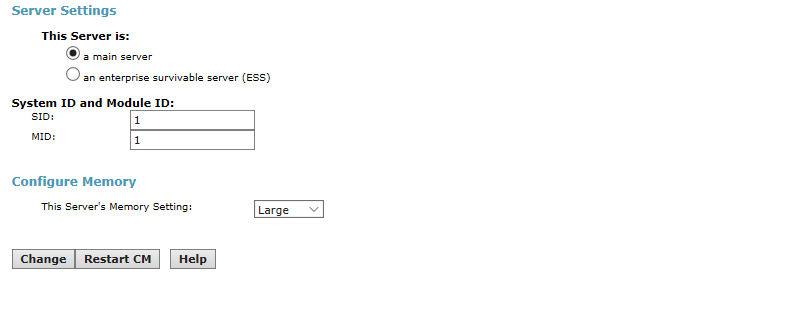 Server Settings
This Server is:
a main server
an enterprise survivable server (ESS)
System ID and Module ID:
SID: 1
MID: 1
Configure Memory
This Server's Memory Setting: Large
Change Restart CM Help